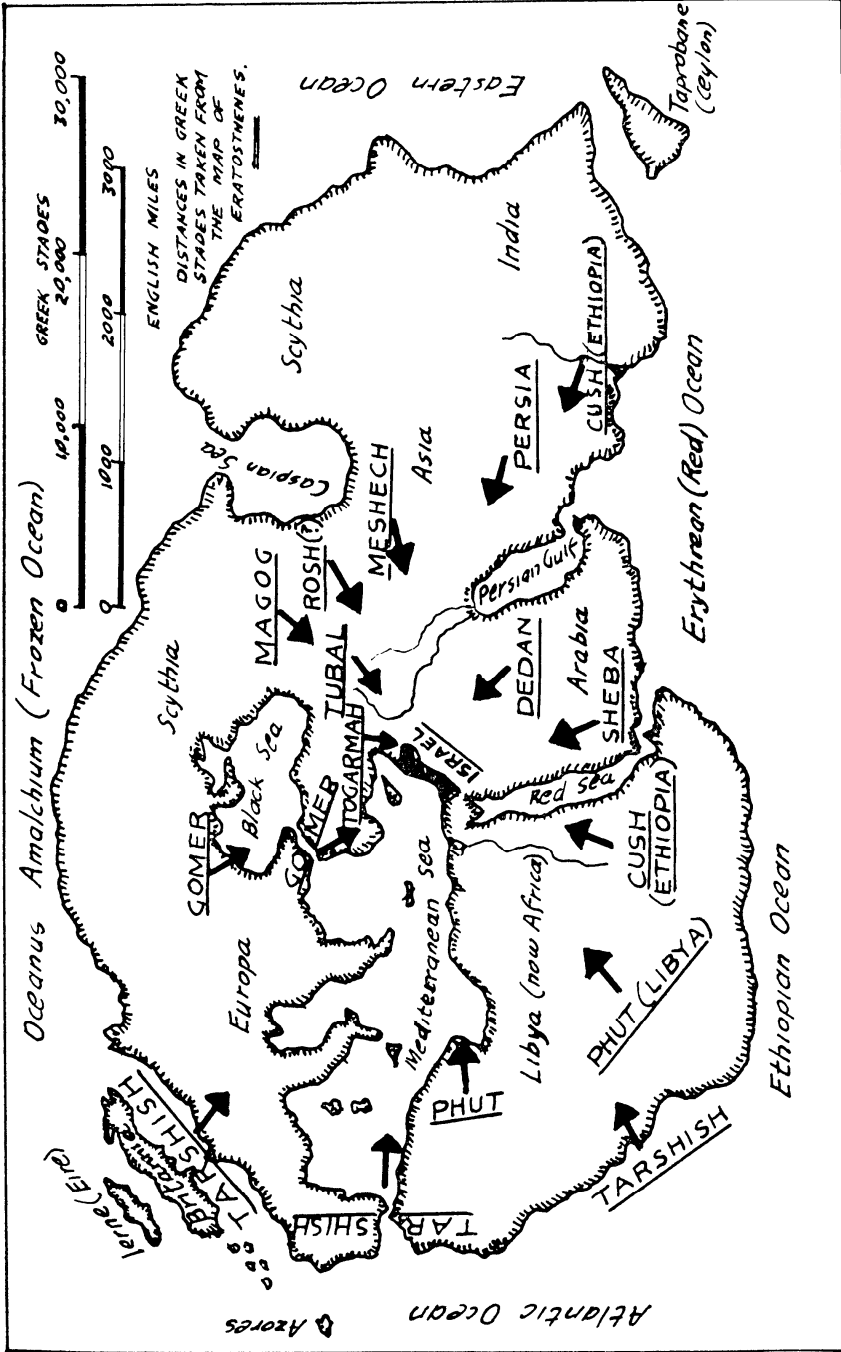 Oceanus Amalchium (Frozen Ocean)
GREEK STADES
0 10,000 20,000 30,000
0 1000 2000 3000
ENGLISH MILES
DISTANCES IN GREEK
STADES TAKEN FROM
THE MAP OF
ERATOSTHENES.
Ierne (Eire)
Britannia
TARSHISH
Azores
Atlantic Ocean
TAR SHISH
Europa
Scythia
GOMER
Black Sea
GOMER
MAGOG
ROSH(?)
MESHECH
TUBAL
TOGARMAH
Caspian Sea
Scythia
Asia
India
Eastern Ocean
Taprobane
(Ceylon)
Mediterranean Sea
ISRAEL
PERSIA
CUSH (ETHIOPIA)
Persian Gulf
DEDAN
Arabia
SHEBA
Red Sea
Erythrean (Red) Ocean
PHUT
Libya (now Africa)
CUSH
(ETHIOPIA)
PHUT (LIBYA)
TARSHISH
Ethiopian Ocean